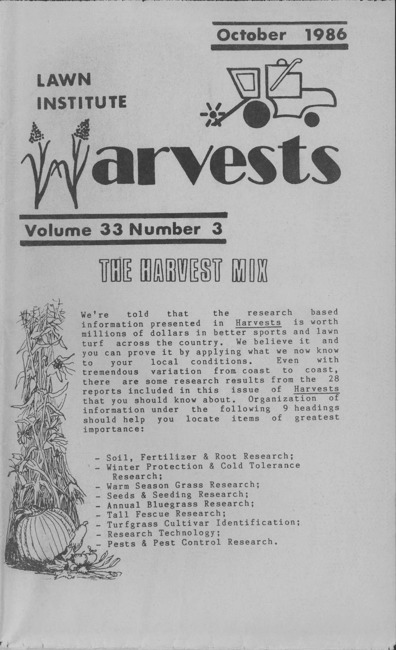 October 1986
LAWN
INSTITUTE
Harvests
Volume 33 Number 3
THE HARVEST MIX
We're told that the research based
information presented in Harvests is worth
millions of dollars in better sports and lawn
turf across the country. We believe it and
you can prove it by applying what we now know
to your local conditions. Even with
tremendous variation from coast to coast,
there are some research results from the 28
reports included in this issue of Harvests
that you should know about. Organization of
information under the following 9 headings
should help you locate items of greatest
importance:
- Soil, Fertilizer & Root Research;
- Winter Protection & Cold Tolerance
Research;
- Warm Season Grass Research;
- Seeds & Seeding Research;
- Annual Bluegrass Research;
- Tall Fescue Research;
- Turfgrass Cultivar Identification;
- Research Technology;
- Pests & Pest Control Research.